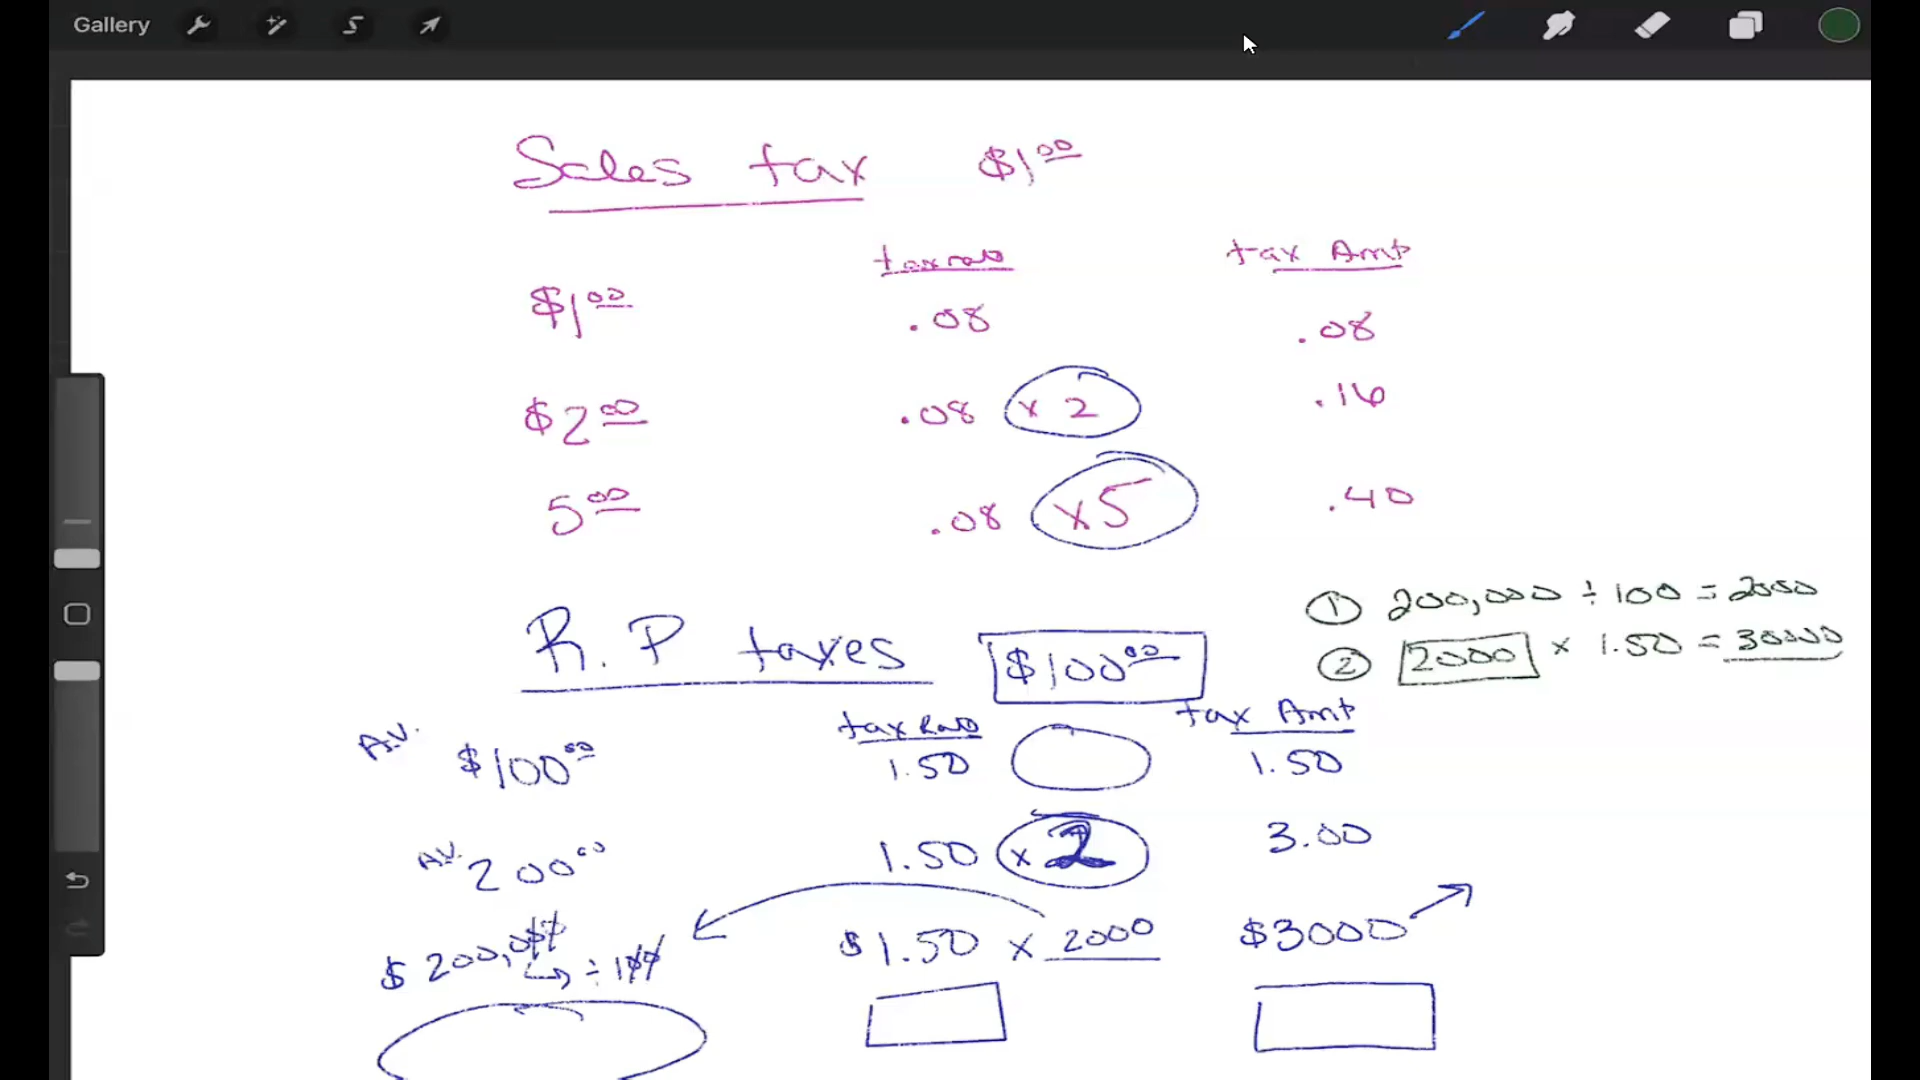 Gallery
Sales tax $1.00
tax rate tax Amt
$1.00 .08 .08
$2.00 .08 x 2 .16
5.00 .08 x5 .40
① 200,000 ÷ 100 = 2000
② 2000 x 1.50 = 30000
R.P taxes $100.00
tax Rate tax Amt
A.V. $100.00 1.50 1.50
A.V. 200.00 1.50 x 2 3.00
$ 200,000 ÷ 100 $1.50 x 2000 $3000